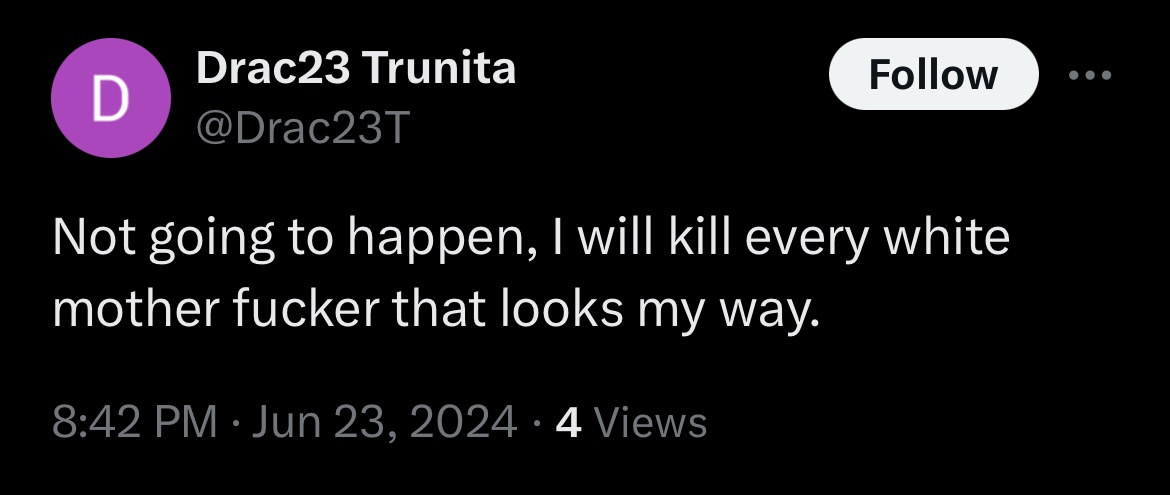 D
Drac23 Trunita
@Drac23T
Follow
Not going to happen, I will kill every white
mother fucker that looks my way.
8:42 PM · Jun 23, 2024 · 4 Views